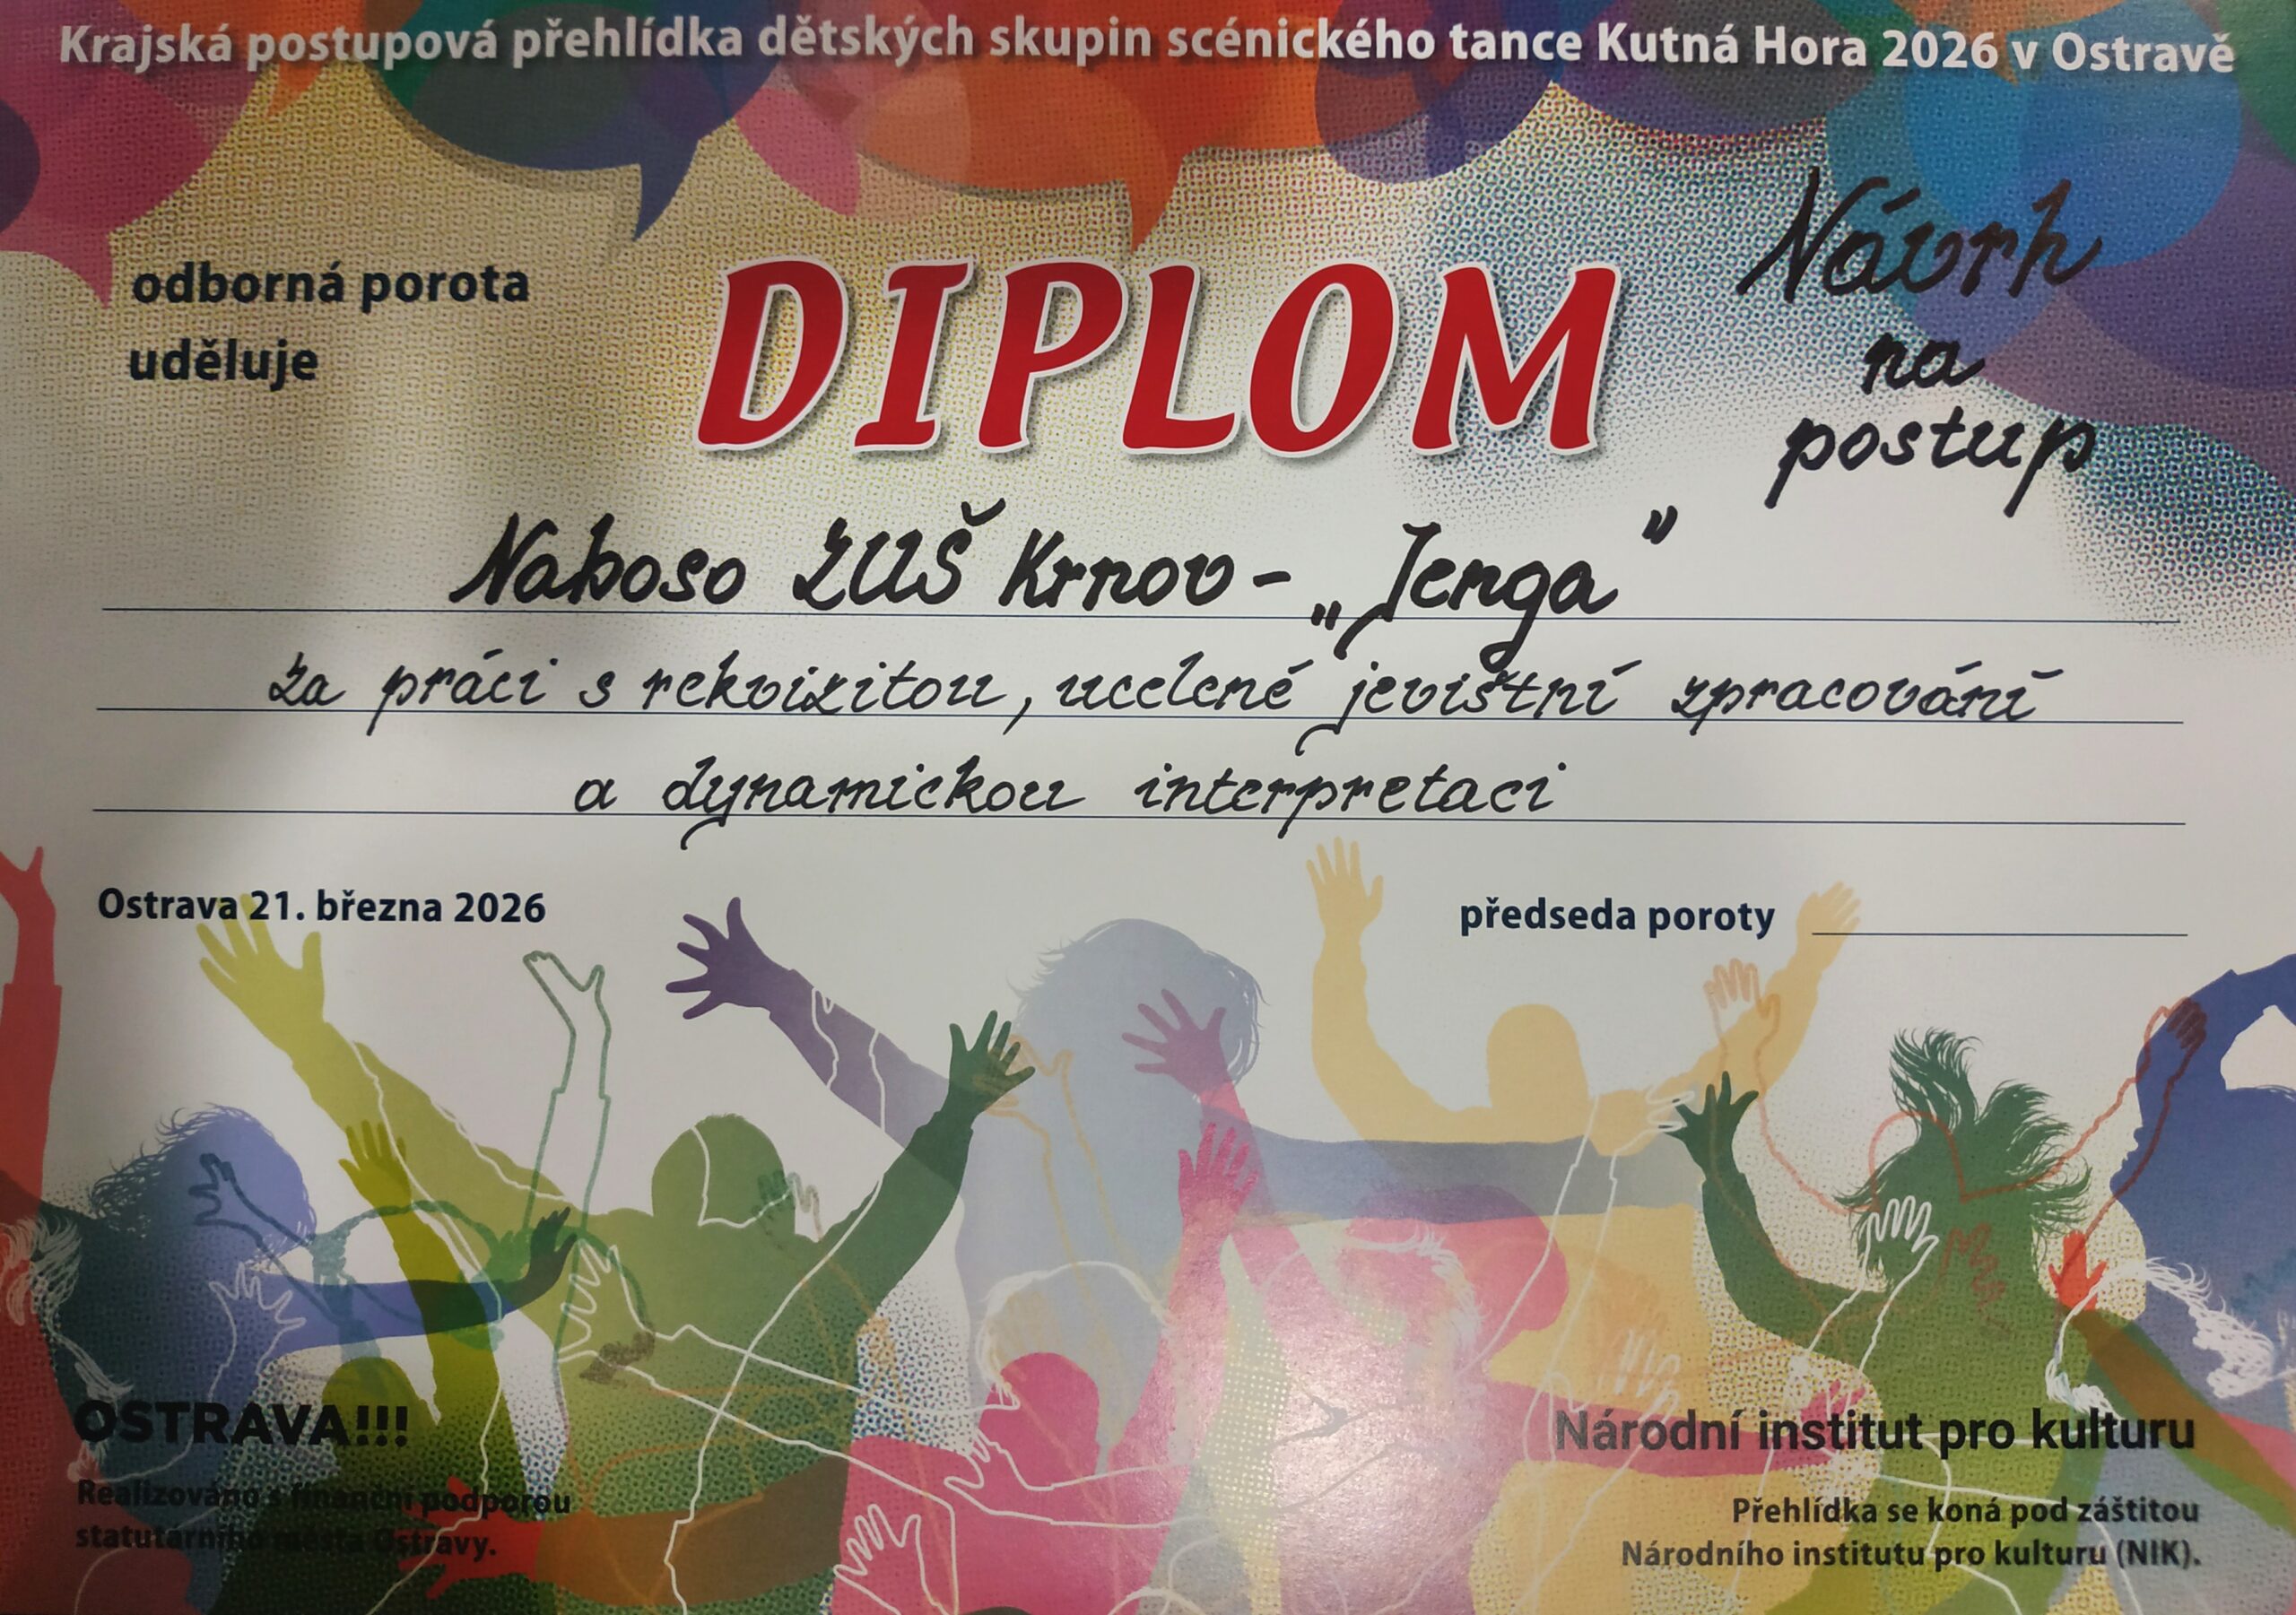 Krajská postupová přehlídka dětských skupin scénického tance Kutná Hora 2026 v Ostravě
odborná porota
uděluje
DIPLOM
Návrh
na
postup
Naboso ZUŠ Krnov - „Jenga"
za práci s rekvizitou, ucelené jevištní zpracování
a dynamickou interpretaci
Ostrava 21. března 2026
předseda poroty
OSTRAVA!!!
Realizováno s finanční podporou
statutárního města Ostravy.
Národní institut pro kulturu
Přehlídka se koná pod záštitou
Národního institutu pro kulturu (NIK).